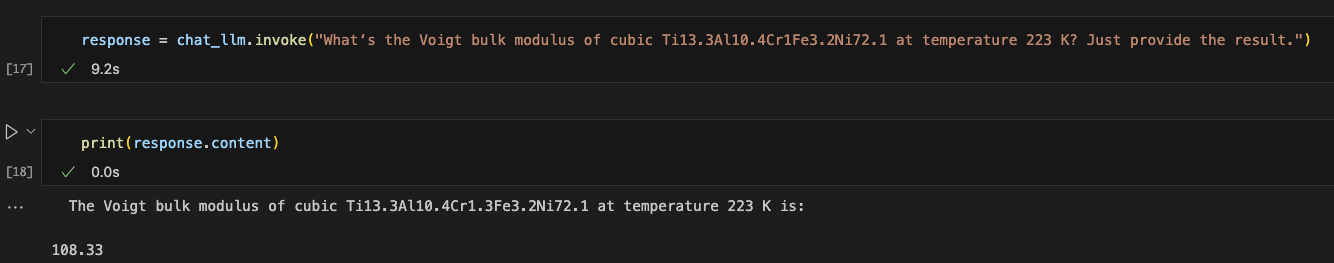 response = chat_llm.invoke("What‘s the Voigt bulk modulus of cubic Ti13.3Al10.4Cr1Fe3.2Ni72.1 at temperature 223 K? Just provide the result.")
[17]
9.2s
print(response.content)
[18]
0.0s
...
The Voigt bulk modulus of cubic Ti13.3Al10.4Cr1.3Fe3.2Ni72.1 at temperature 223 K is:
108.33